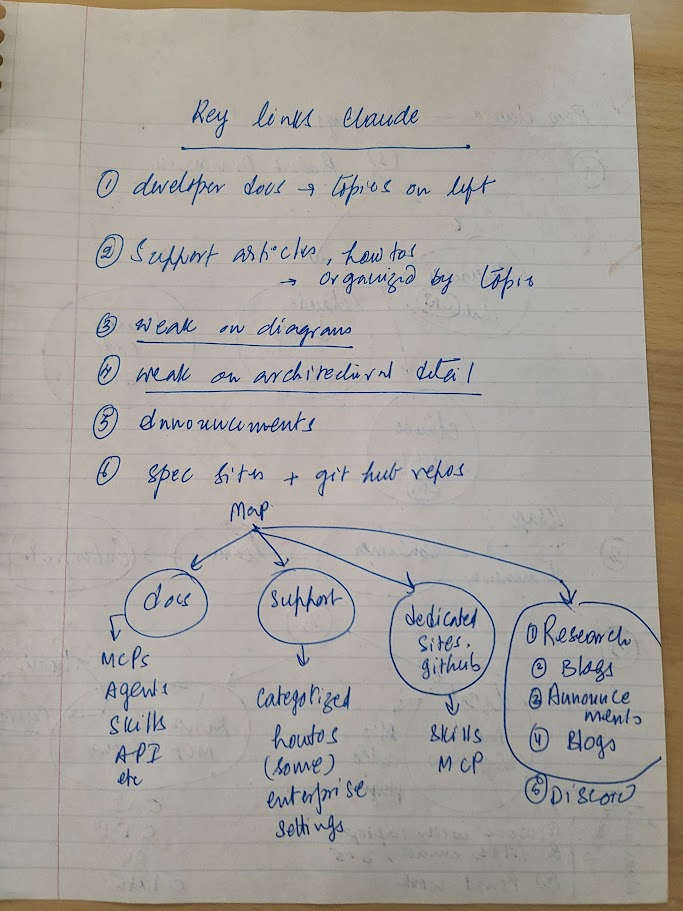 Key links Claude
① developer docs → topics on left
② Support articles, howtos
→ organized by topic
③ weak on diagrams
④ weak on architectural detail
⑤ Announcements
⑥ spec sites + git hub repos
Map
docs
MCPs
Agents
Skills
API
etc
Support
Categorized
howtos
(some)
enterprise
settings
dedicated
sites,
github
Skills
MCP
① Research
② Blogs
③ Announce
ments
④ Blogs
⑤ Discord